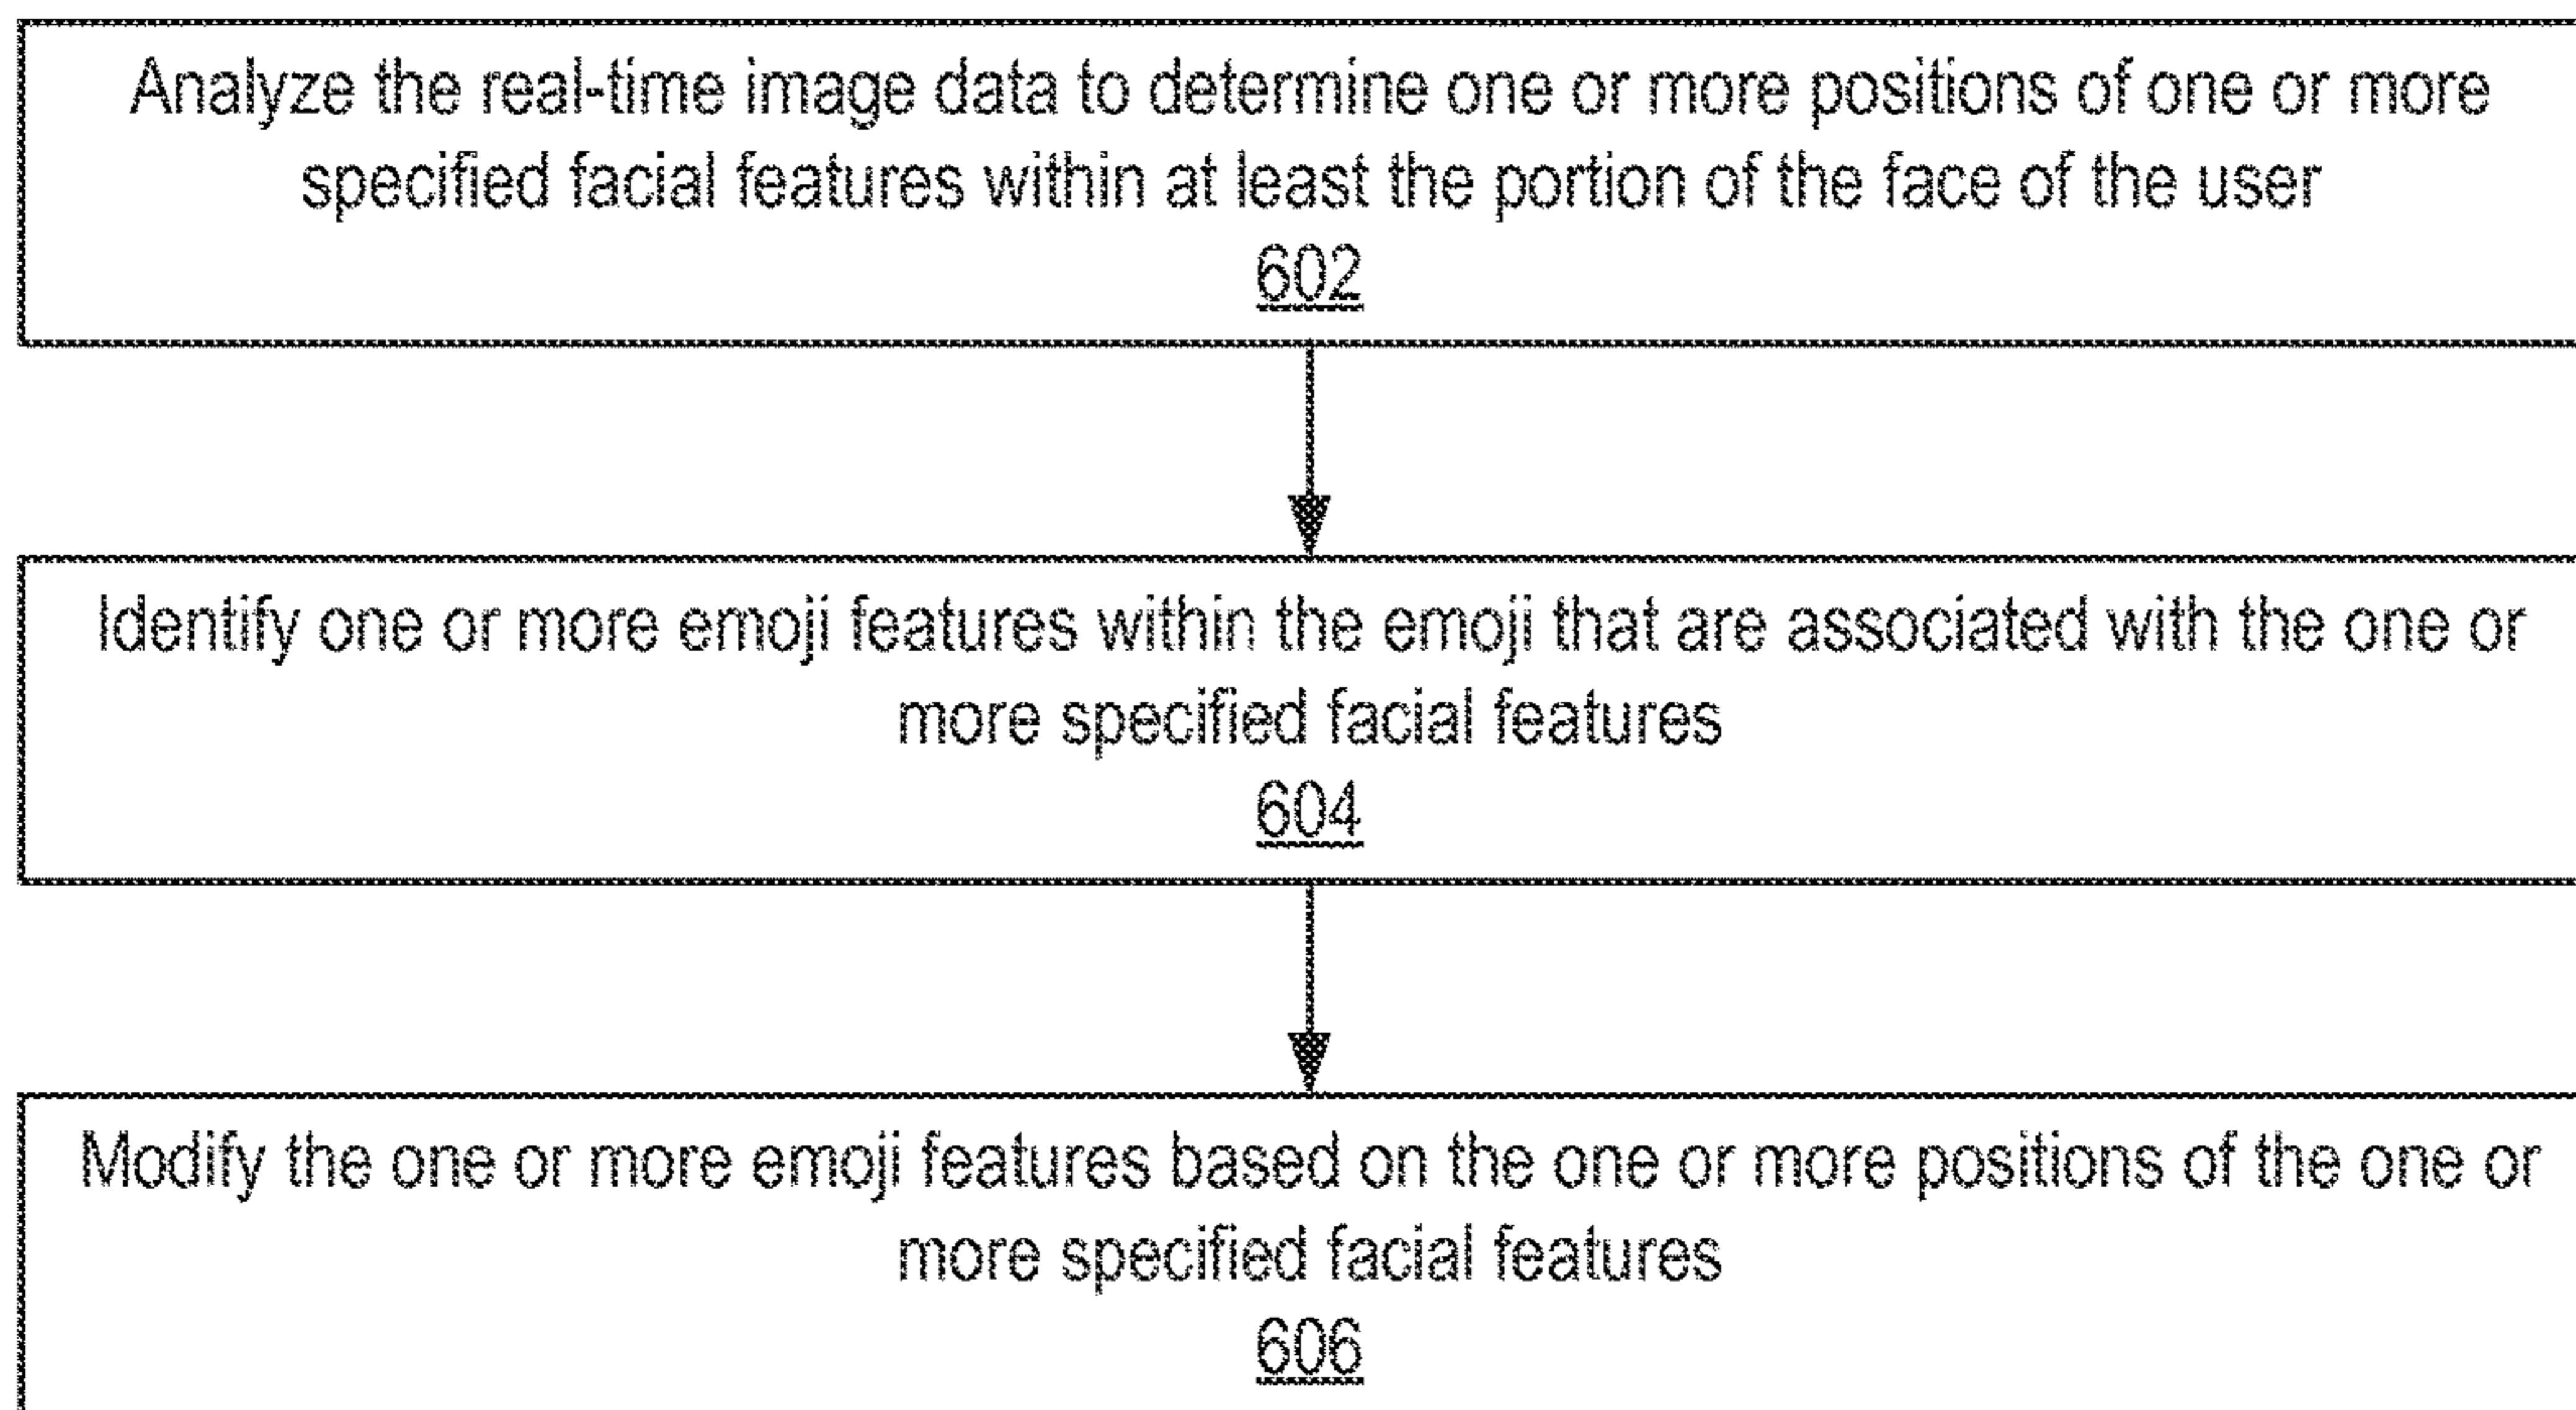 Analyze the real-time image data to determine one or more positions of one or more
specified facial features within at least the portion of the face of the user
602
Identify one or more emoji features within the emoji that are associated with the one or
more specified facial features
604
Modify the one or more emoji features based on the one or more positions of the one or
more specified facial features
606